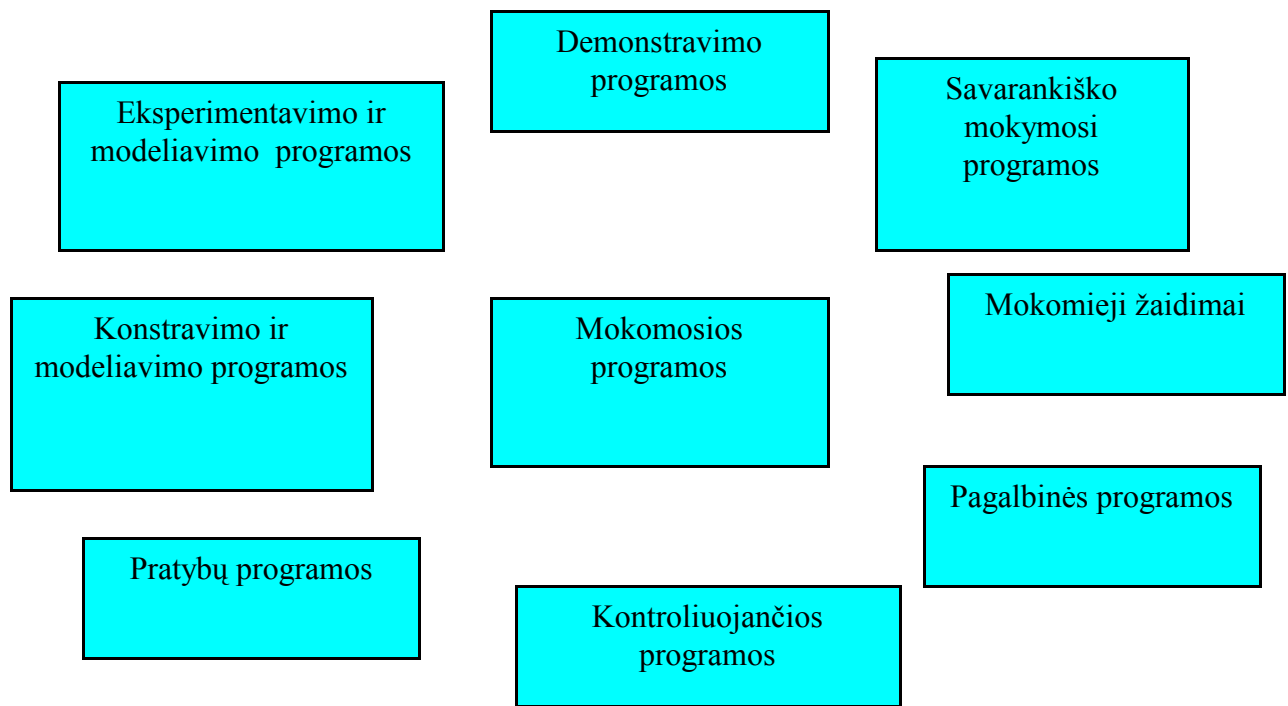 Demonstravimo
programos
Eksperimentavimo ir
modeliavimo programos
Savarankiško
mokymosi
programos
Konstravimo ir
modeliavimo programos
Mokomosios
programos
Mokomieji žaidimai
Pagalbinės programos
Pratybų programos
Kontroliuojančios
programos